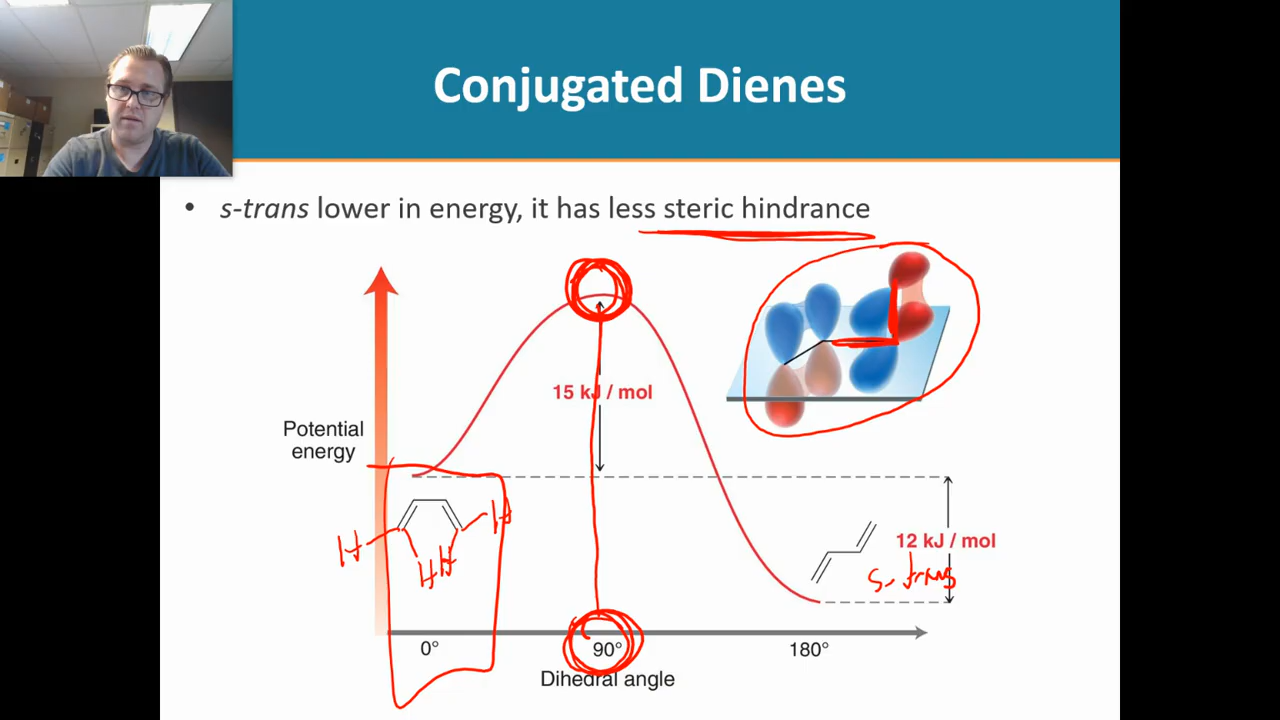 Conjugated Dienes
• s-trans lower in energy, it has less steric hindrance
15 kJ / mol
Potential
energy
H
H
H
H
12 kJ / mol
s-trans
0°
90°
180°
Dihedral angle